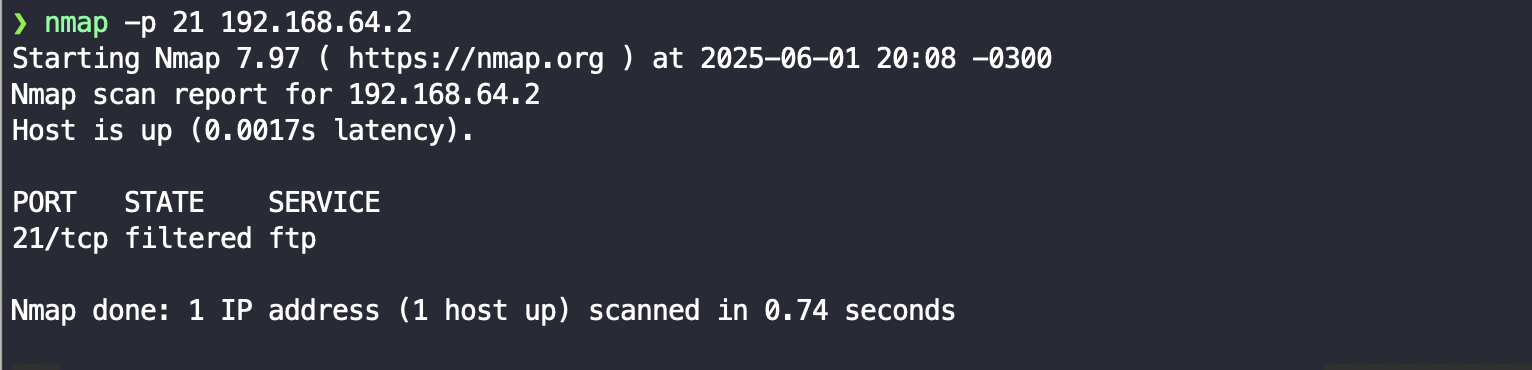 ❯ nmap -p 21 192.168.64.2
Starting Nmap 7.97 ( https://nmap.org ) at 2025-06-01 20:08 -0300
Nmap scan report for 192.168.64.2
Host is up (0.0017s latency).
PORT   STATE    SERVICE
21/tcp filtered ftp
Nmap done: 1 IP address (1 host up) scanned in 0.74 seconds